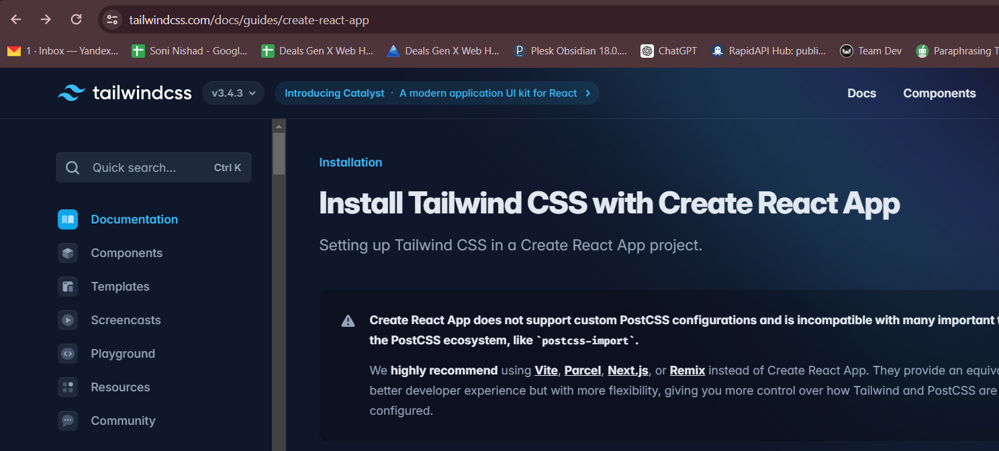 tailwindcss.com/docs/guides/create-react-app
1 · Inbox — Yandex... Soni Nishad - Googl... Deals Gen X Web H... Deals Gen X Web H... Plesk Obsidian 18.0.... ChatGPT RapidAPI Hub: publi... Team Dev Paraphrasing T
tailwindcss v3.4.3 Introducing Catalyst · A modern application UI kit for React Docs Components
Quick search... Ctrl K
Documentation
Components
Templates
Screencasts
Playground
Resources
Community
Installation
Install Tailwind CSS with Create React App
Setting up Tailwind CSS in a Create React App project.
Create React App does not support custom PostCSS configurations and is incompatible with many important
the PostCSS ecosystem, like `postcss-import`.
We highly recommend using Vite, Parcel, Next.js, or Remix instead of Create React App. They provide an
better developer experience but with more flexibility, giving you more control over how Tailwind and PostCSS are
configured.